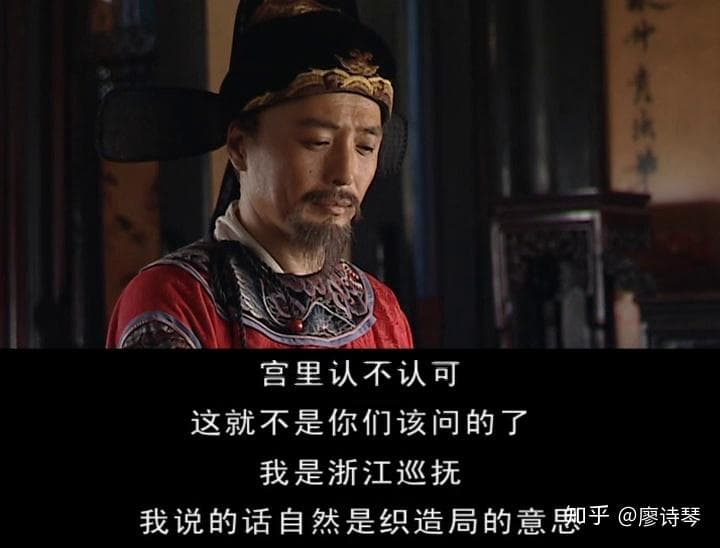 宫里认不认可
这就不是你们该问的了
我是浙江巡抚
我说的话自然是织造局的意思
知乎 @廖诗琴